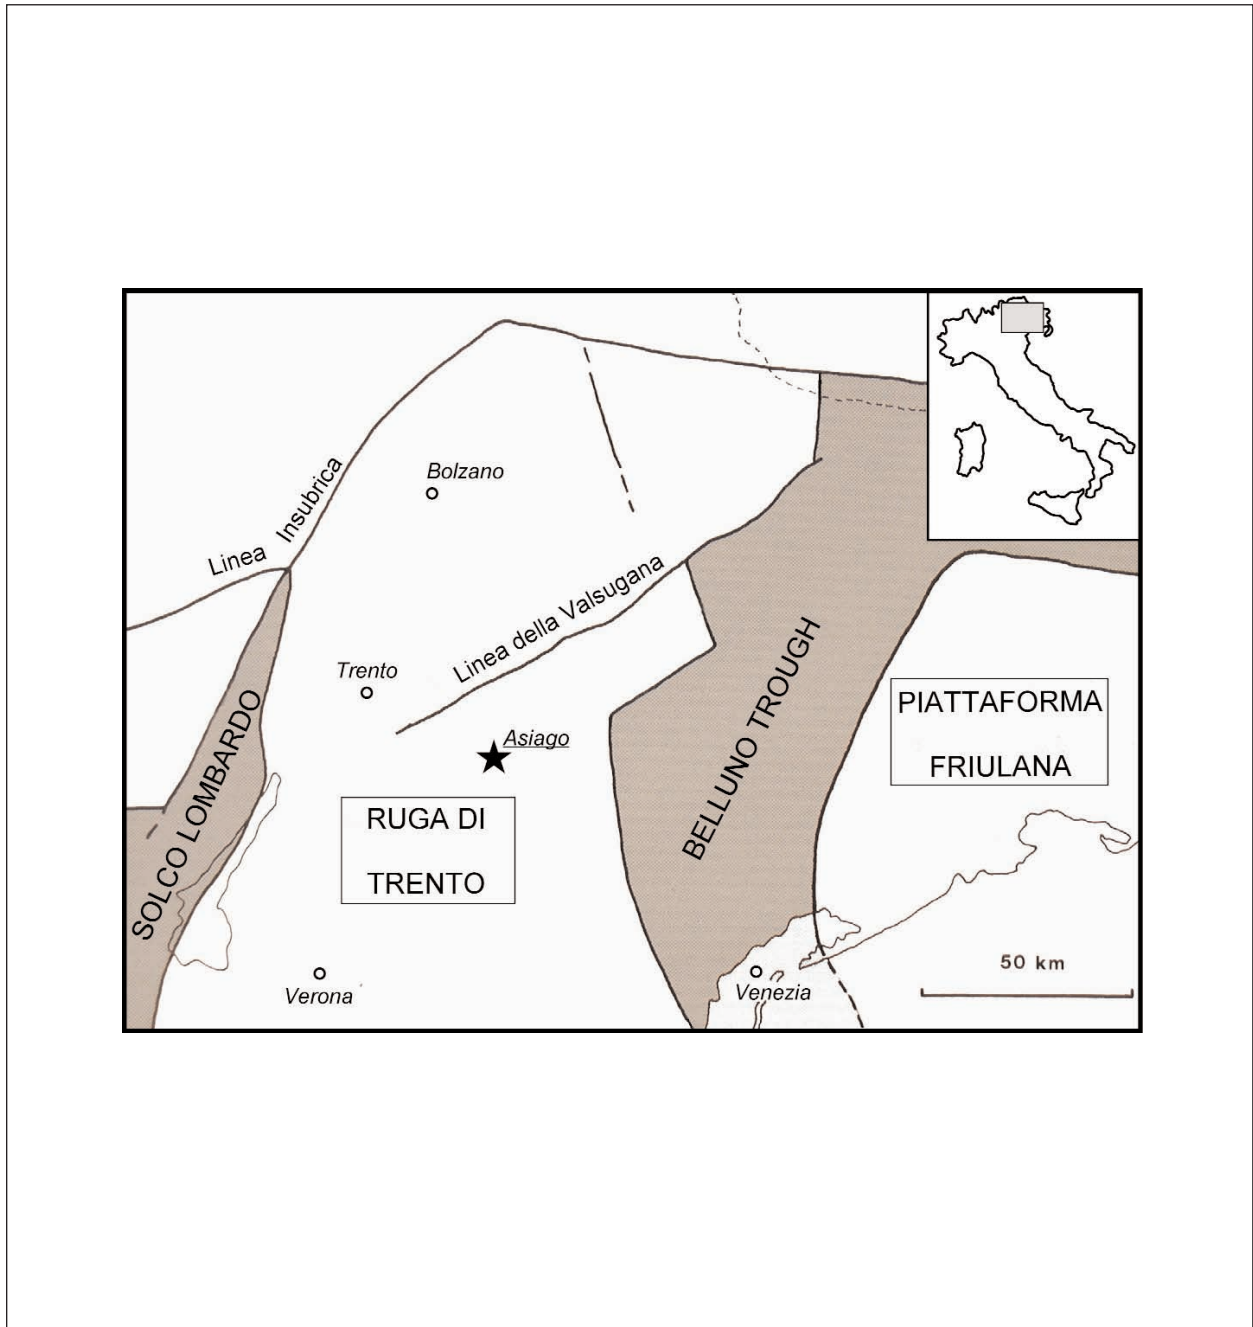 Bolzano
Linea Insubrica
Linea della Valsugana
Trento
Asiago
PIATTAFORMA
FRIULANA
SOLCO LOMBARDO
BELLUNO TROUGH
RUGA DI
TRENTO
50 km
Verona
Venezia